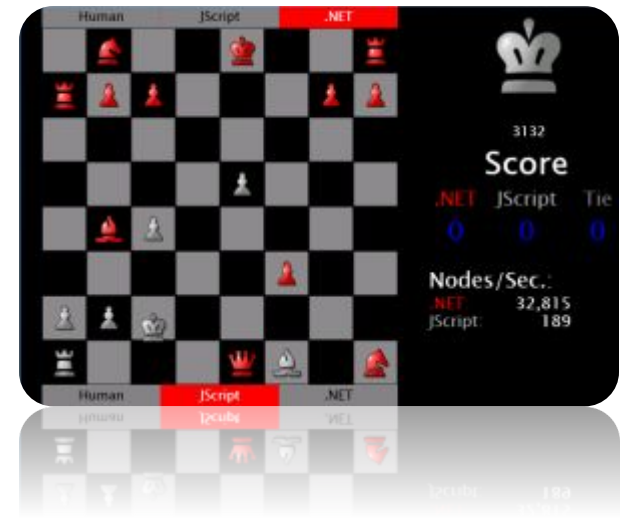 Human JScript .NET
3132
Score
.NET JScript Tie
0 0 0
Nodes/Sec.:
.NET: 32,815
JScript: 189
Human JScript .NET